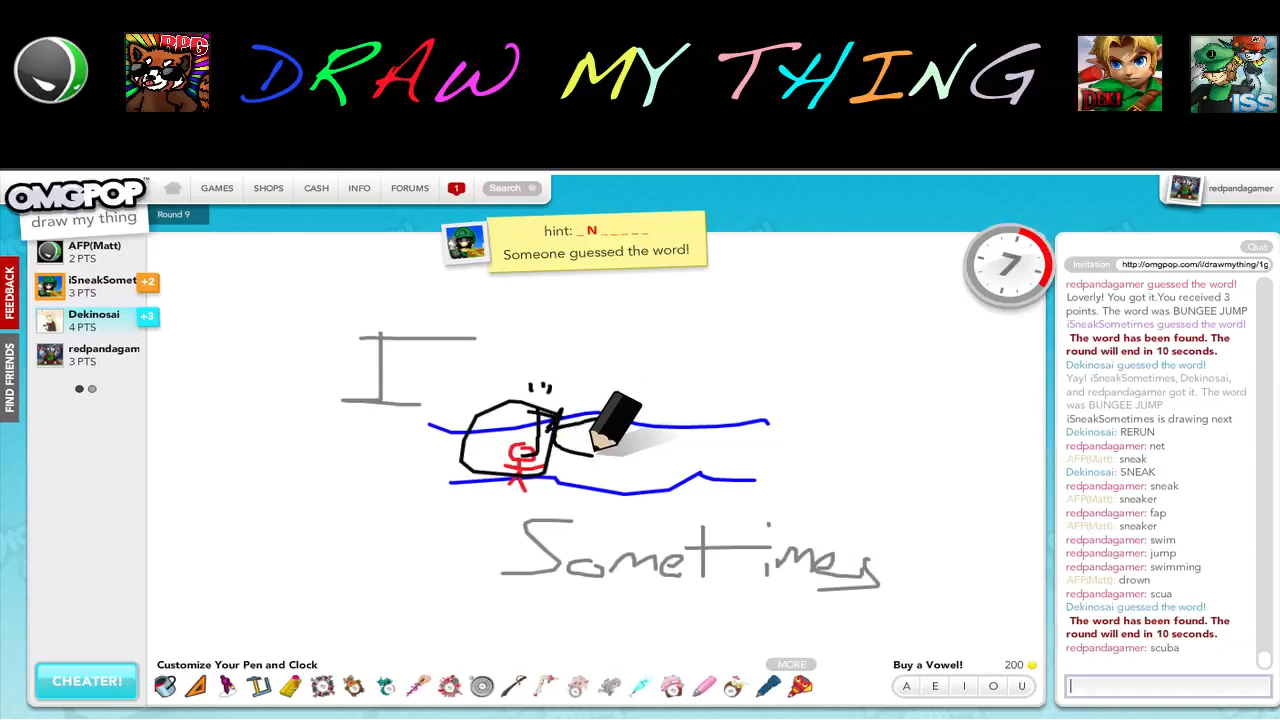 RPG
DRAW MY THING
DEKI
ISS
OMGPOP
draw my thing
GAMES
SHOPS
CASH
INFO
FORUMS
1
Search
redpandagamer
Round 9
hint: _ N _ _ _ _ _
Someone guessed the word!
7
Quit
Invitation
http://omgpop.com/i/drawmything/1g
FEEDBACK
FIND FRIENDS
AFP(Matt)
2 PTS
iSneakSomet
3 PTS
+2
Dekinosai
4 PTS
+3
redpandagam
3 PTS
I
Sometimes
redpandagamer guessed the word!
Loverly! You got it.You received 3
points. The word was BUNGEE JUMP
iSneakSometimes guessed the word!
The word has been found. The
round will end in 10 seconds.
Dekinosai guessed the word!
Yay! iSneakSometimes, Dekinosai,
and redpandagamer got it. The word
was BUNGEE JUMP
iSneakSometimes is drawing next
Dekinosai: RERUN
redpandagamer: net
AFP(Matt): sneak
Dekinosai: SNEAK
redpandagamer: sneak
AFP(Matt): sneaker
redpandagamer: fap
AFP(Matt): sneaker
redpandagamer: swim
redpandagamer: jump
redpandagamer: swimming
AFP(Matt): drown
redpandagamer: scua
Dekinosai guessed the word!
The word has been found. The
round will end in 10 seconds.
redpandagamer: scuba
CHEATER!
Customize Your Pen and Clock
MORE
Buy a Vowel!
200
A E I O U